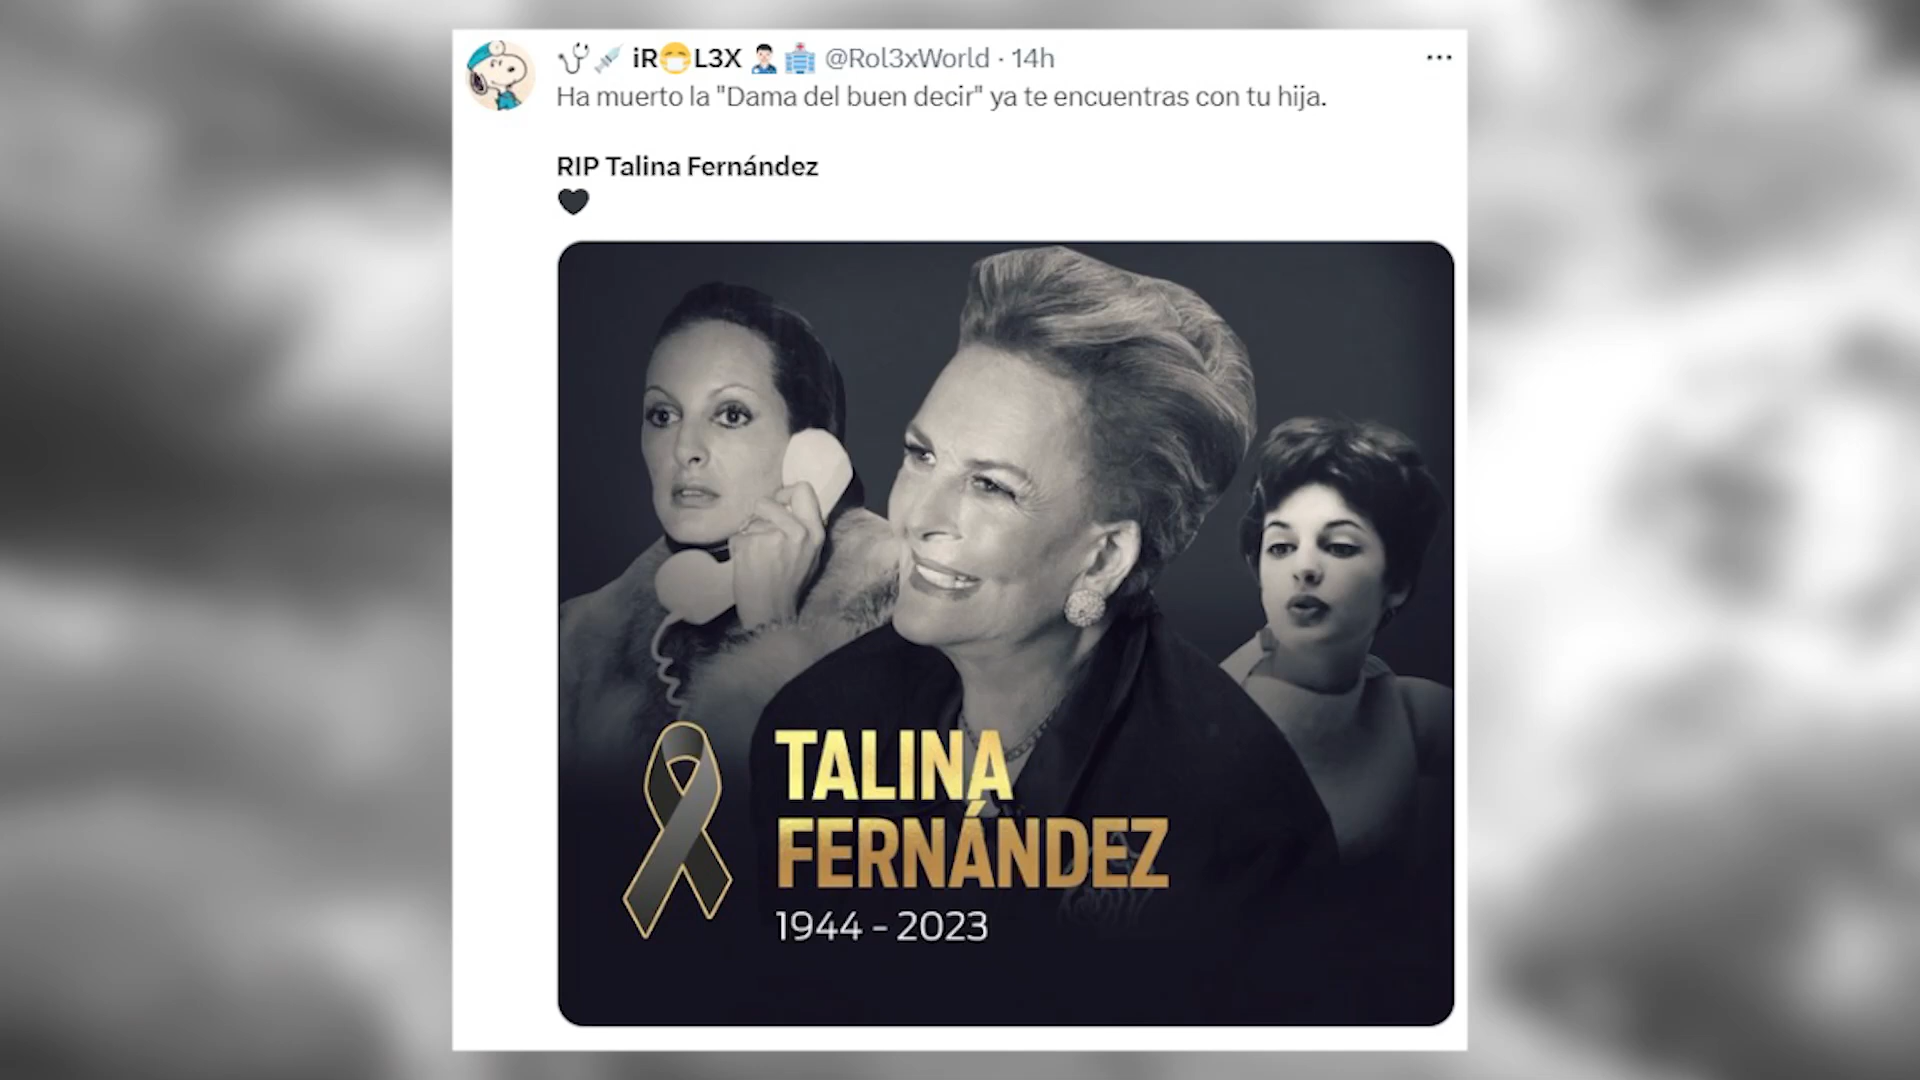 iR😷L3X @Rol3xWorld · 14h
Ha muerto la "Dama del buen decir" ya te encuentras con tu hija.
RIP Talina Fernández
TALINA
FERNÁNDEZ
1944 - 2023